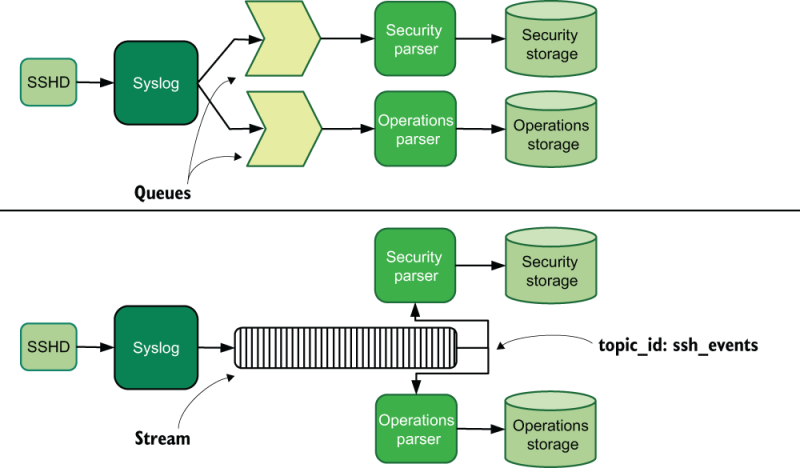 SSHD
Syslog
Security
parser
Security
storage
Operations
parser
Operations
storage
Queues
Security
parser
Security
storage
SSHD
Syslog
topic_id: ssh_events
Stream
Operations
parser
Operations
storage